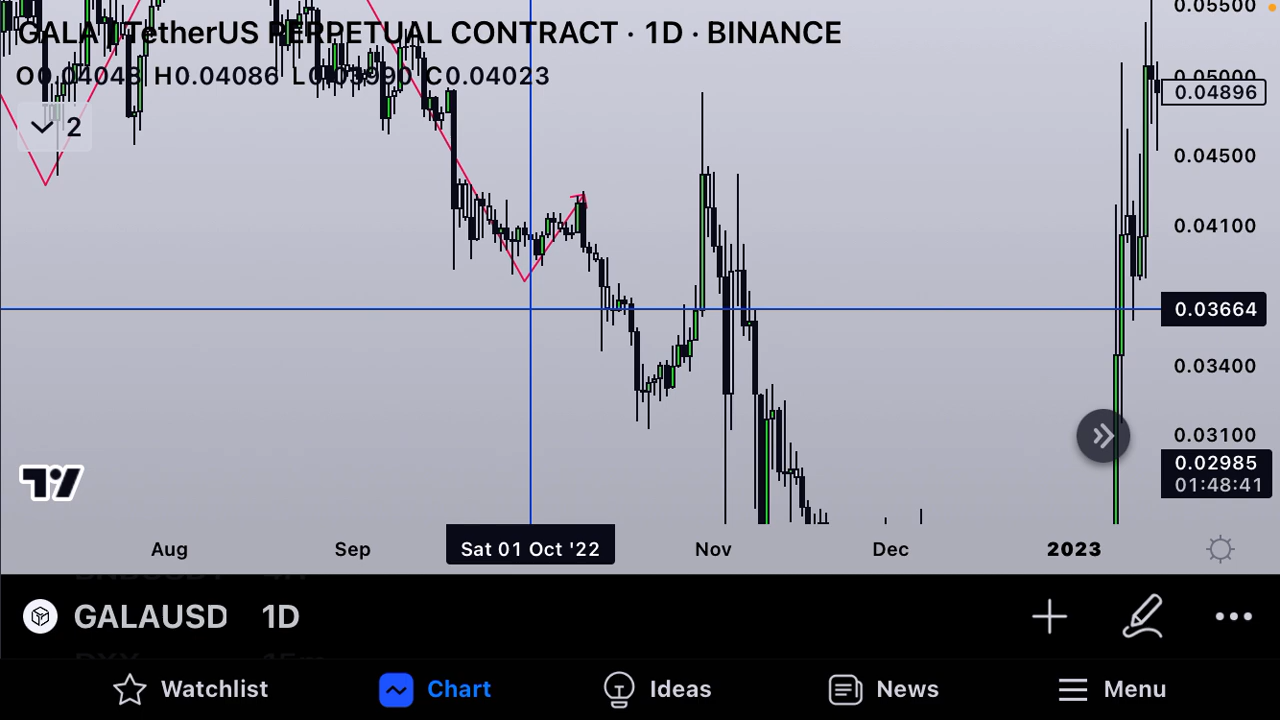 GALA / TetherUS PERPETUAL CONTRACT · 1D · BINANCE
O0.04048 H0.04086 L0.03990 C0.04023
2
0.05500
0.05000
0.04896
0.04500
0.04100
0.03664
0.03400
0.03100
0.02985
01:48:41
Aug Sep Sat 01 Oct '22 Nov Dec 2023
GALAUSD 1D
Watchlist Chart Ideas News Menu